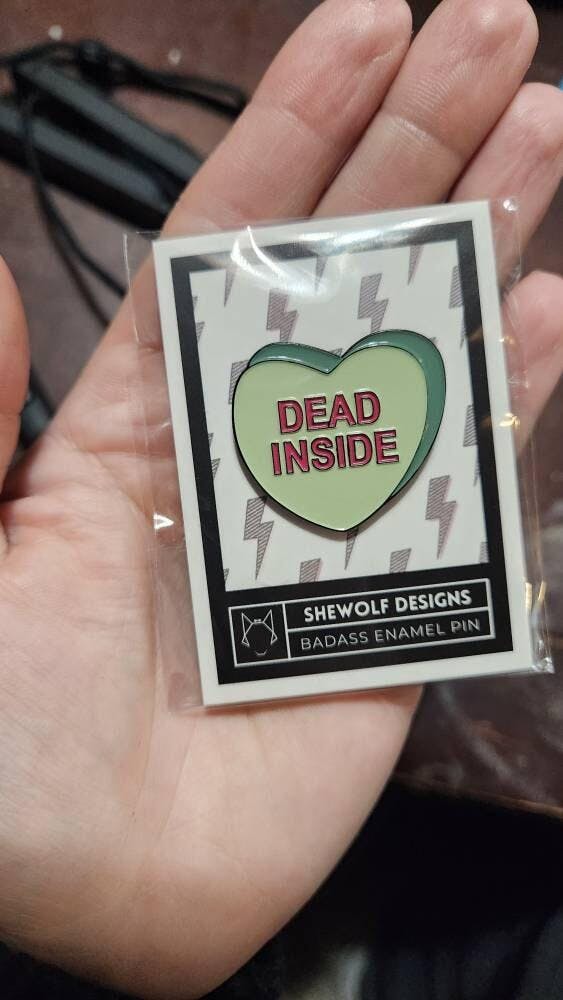 DEAD
INSIDE
SHEWOLF DESIGNS
BADASS ENAMEL PIN